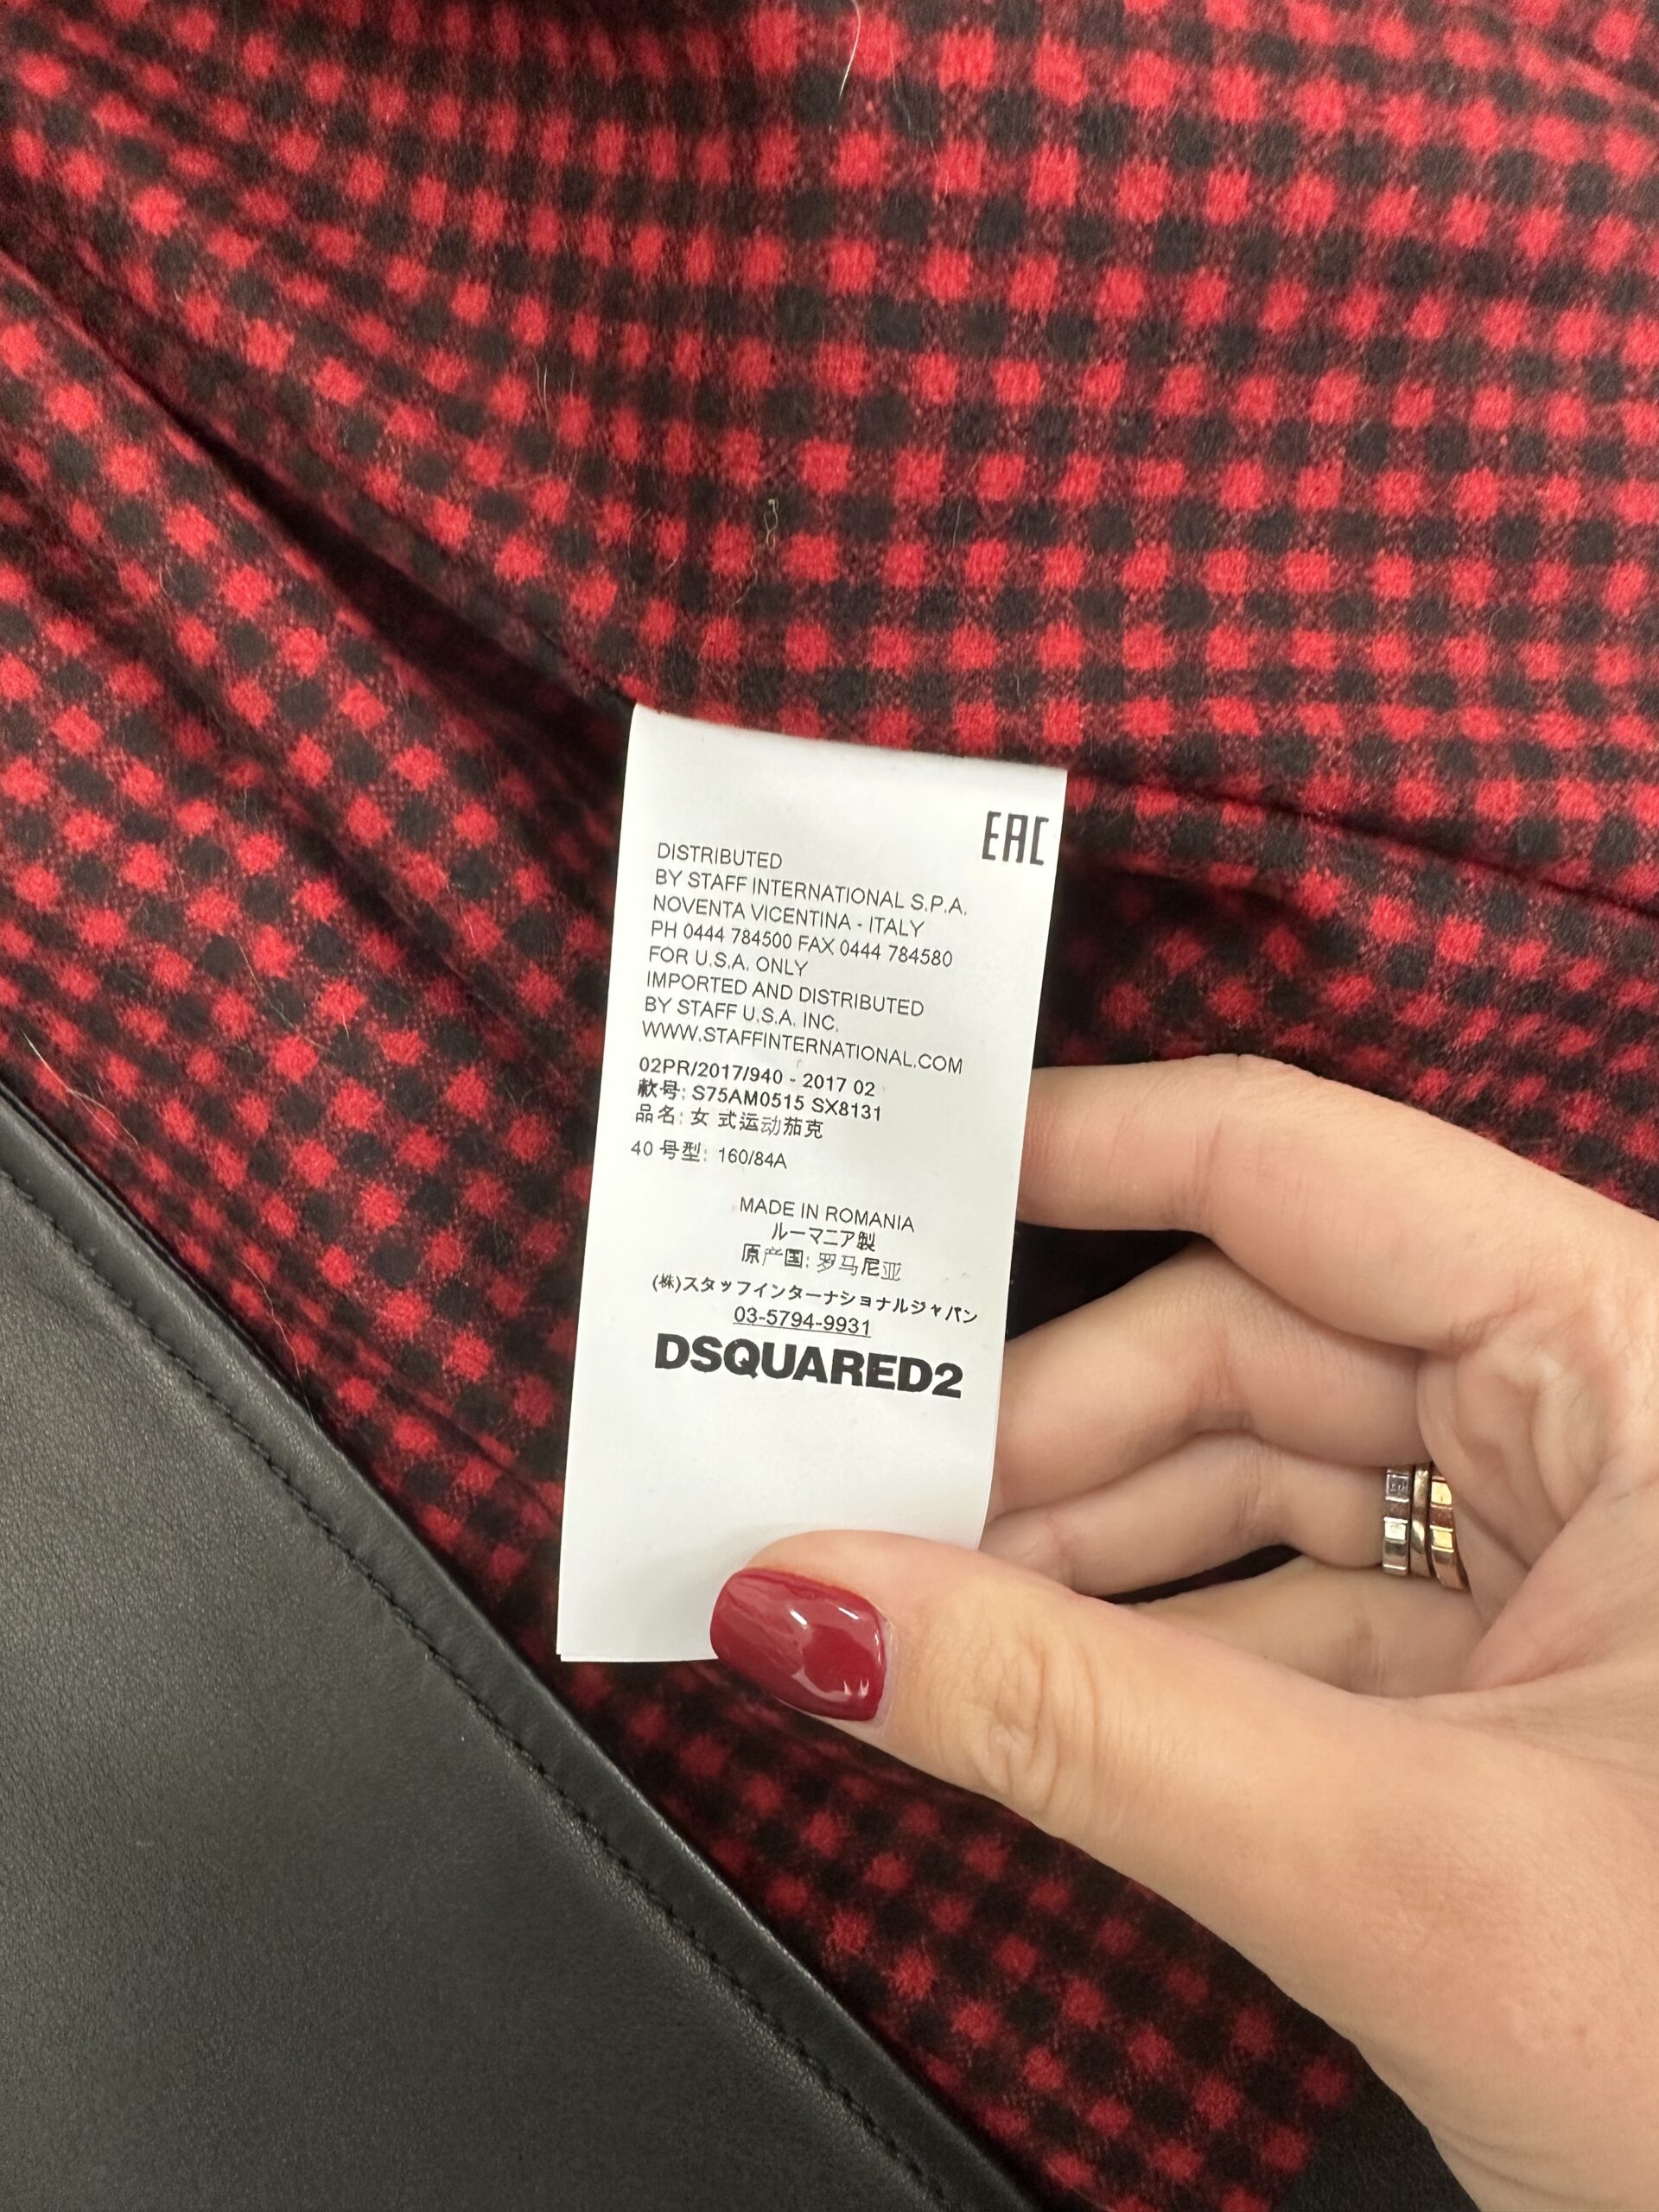 EAC
DISTRIBUTED
BY STAFF INTERNATIONAL S.P.A.
NOVENTA VICENTINA - ITALY
PH 0444 784500 FAX 0444 784580
FOR U.S.A. ONLY
IMPORTED AND DISTRIBUTED
BY STAFF U.S.A. INC.
WWW.STAFFINTERNATIONAL.COM
02PR/2017/940 - 2017 02
款号: S75AM0515 SX8131
品名: 女 式运动茄克
40 号型: 160/84A
MADE IN ROMANIA
ルーマニア製
原产国: 罗马尼亚
(株)スタッフインターナショナルジャパン
03-5794-9931
DSQUARED2